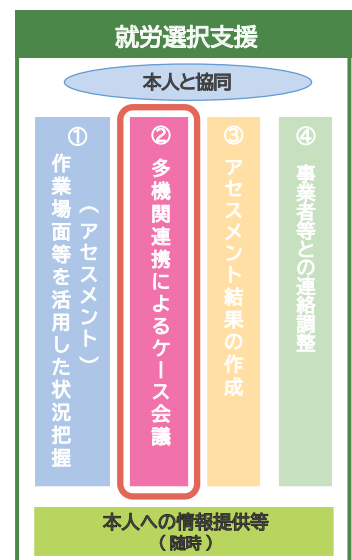 就労選択支援
本人と協同
①
作業場面等を活用した状況把握
（アセスメント）
②
多機関連携によるケース会議
③
アセスメント結果の作成
④
事業者等との連絡調整
本人への情報提供等
（随時）